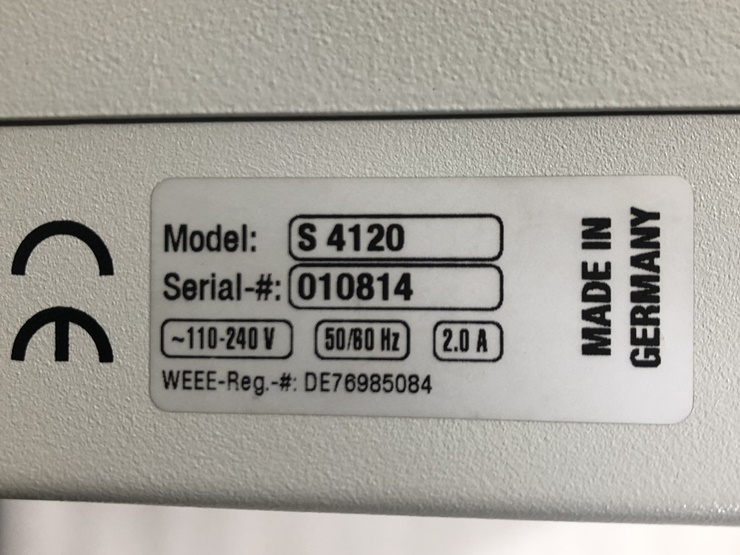 CE
Model: S 4120
Serial-#: 010814
~110-240 V 50/60 Hz 2.0 A
WEEE-Reg.-#: DE76985084
MADE IN
GERMANY